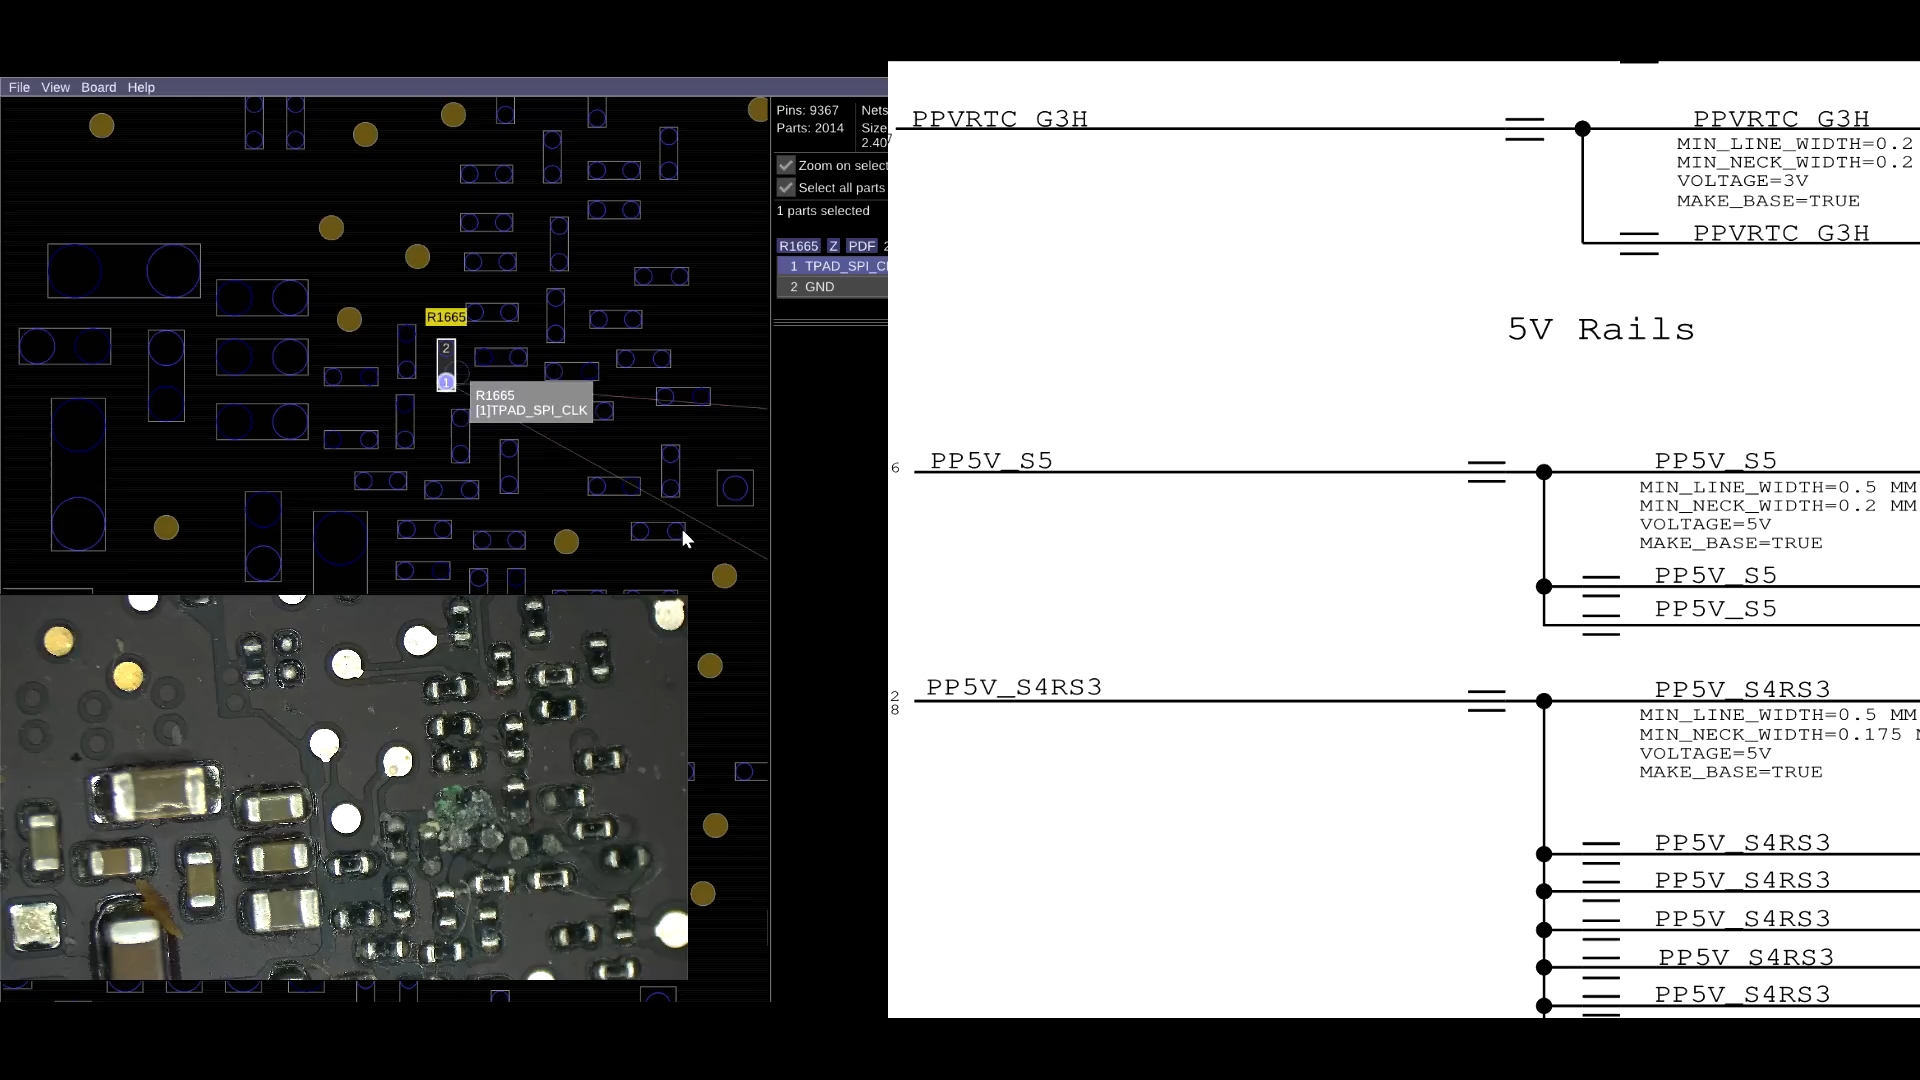 File View Board Help
Pins: 9367 Nets
Parts: 2014 Size
2.40
Zoom on select
Select all parts
1 parts selected
R1665 Z PDF 2
1 TPAD_SPI_CL
2 GND
R1665
2
1
R1665
[1]TPAD_SPI_CLK
PPVRTC_G3H
PPVRTC_G3H
MIN_LINE_WIDTH=0.2
MIN_NECK_WIDTH=0.2
VOLTAGE=3V
MAKE_BASE=TRUE
PPVRTC_G3H
5V Rails
6
PP5V_S5
PP5V_S5
MIN_LINE_WIDTH=0.5 MM
MIN_NECK_WIDTH=0.2 MM
VOLTAGE=5V
MAKE_BASE=TRUE
PP5V_S5
PP5V_S5
2
8
PP5V_S4RS3
PP5V_S4RS3
MIN_LINE_WIDTH=0.5 MM
MIN_NECK_WIDTH=0.175
VOLTAGE=5V
MAKE_BASE=TRUE
PP5V_S4RS3
PP5V_S4RS3
PP5V_S4RS3
PP5V_S4RS3
PP5V_S4RS3